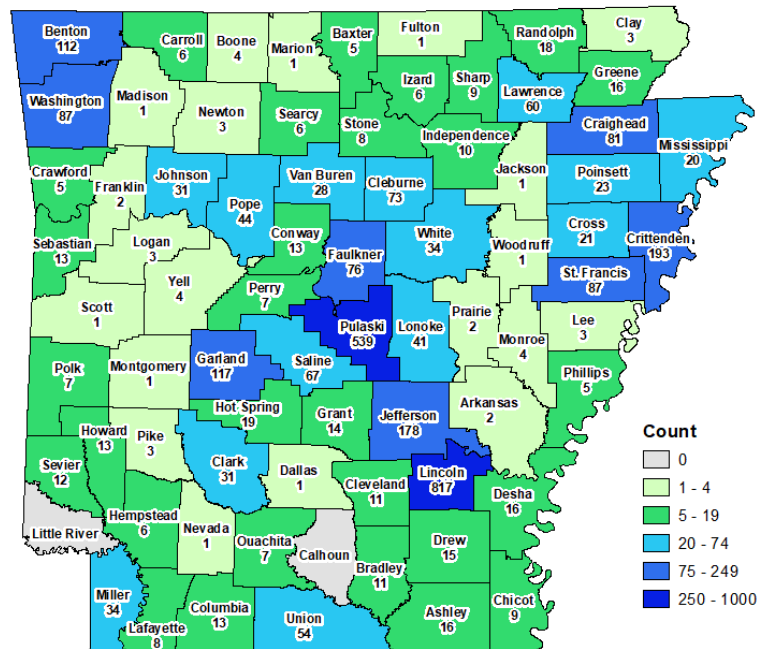 Benton
112
Carroll
6
Boone
4
Marion
1
Baxter
5
Fulton
1
Randolph
18
Clay
3
Washington
87
Madison
1
Newton
3
Searcy
6
Stone
8
Izard
6
Sharp
9
Lawrence
60
Greene
16
Independence
10
Craighead
81
Mississippi
20
Crawford
5
Franklin
2
Johnson
31
Pope
44
Van Buren
28
Cleburne
73
Jackson
1
Poinsett
23
Sebastian
13
Logan
3
Yell
4
Conway
13
Faulkner
76
White
34
Woodruff
1
Cross
21
Crittenden
193
St. Francis
87
Scott
1
Perry
7
Pulaski
539
Lonoke
41
Prairie
2
Monroe
4
Lee
3
Polk
7
Montgomery
1
Garland
117
Saline
67
Phillips
5
Hot Spring
19
Grant
14
Jefferson
178
Arkansas
2
Howard
13
Pike
3
Sevier
12
Clark
31
Dallas
1
Cleveland
11
Lincoln
817
Desha
16
Little River
Hempstead
6
Nevada
1
Ouachita
7
Calhoun
Bradley
11
Drew
15
Miller
34
Lafayette
8
Columbia
13
Union
54
Ashley
16
Chicot
9
Count
0
1 - 4
5 - 19
20 - 74
75 - 249
250 - 1000